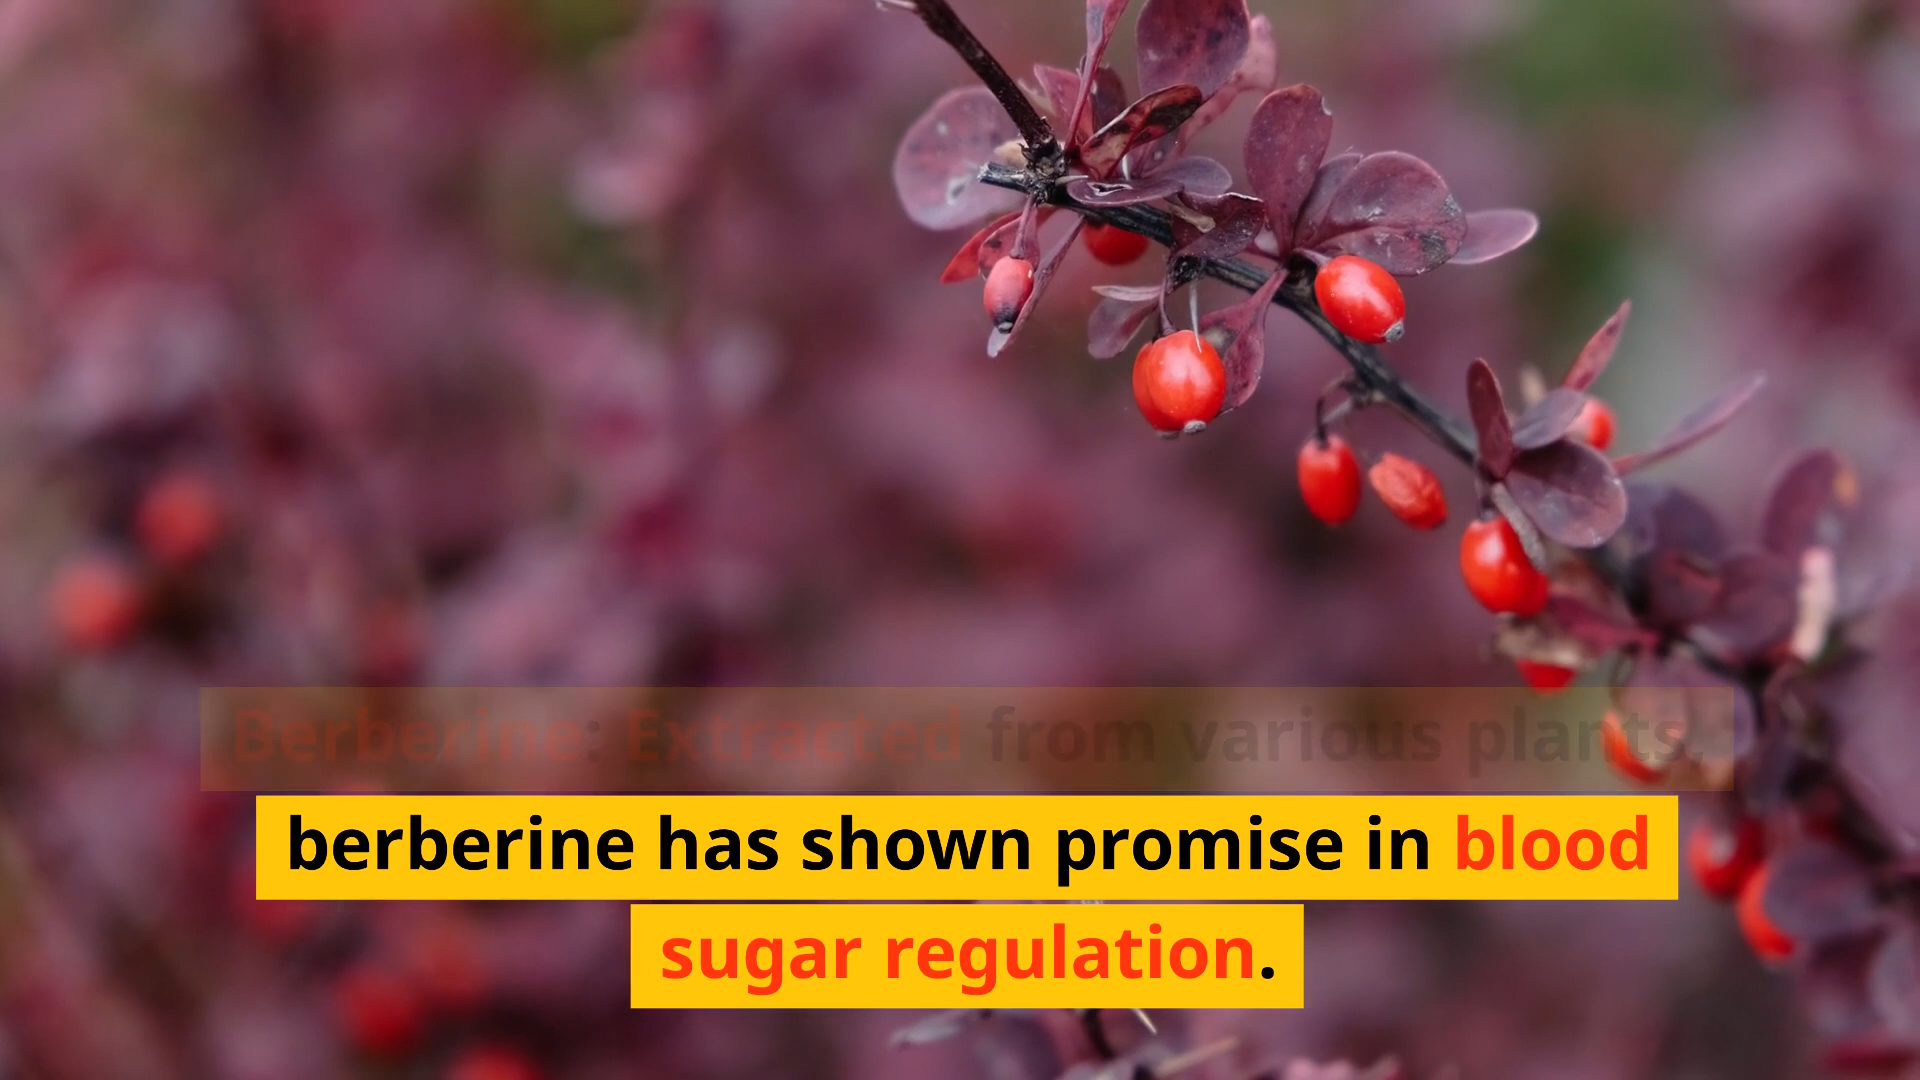 Berberine: Extracted from various plants,
berberine has shown promise in blood
sugar regulation.